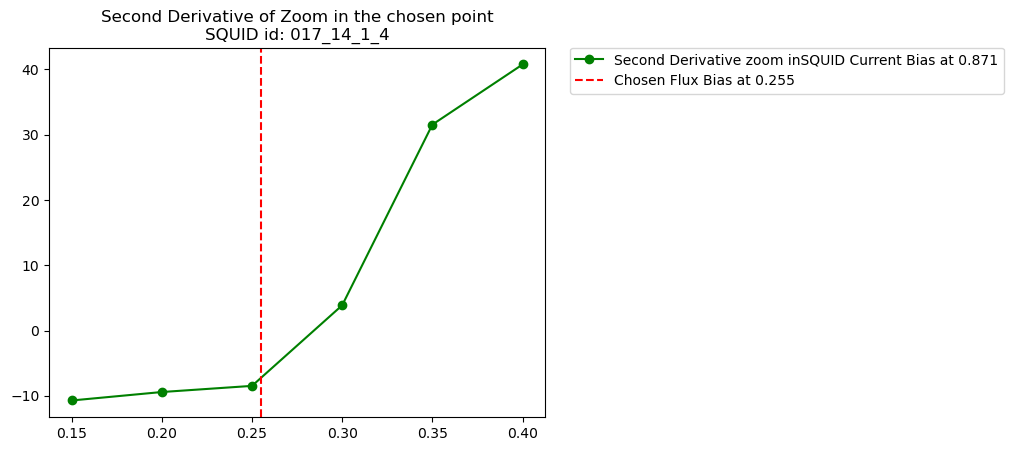 Second Derivative of Zoom in the chosen point
SQUID id: 017_14_1_4
Second Derivative zoom inSQUID Current Bias at 0.871
Chosen Flux Bias at 0.255
40
30
20
10
0
−10
0.15 0.20 0.25 0.30 0.35 0.40